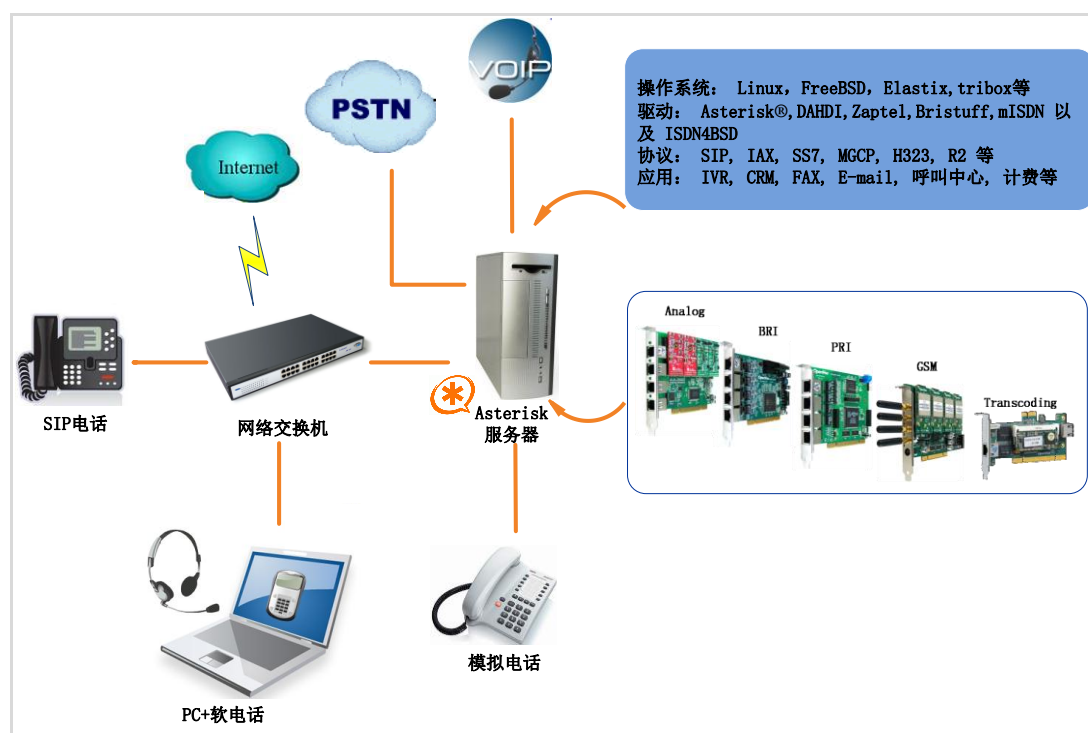 VOIP
PSTN
Internet
操作系统： Linux, FreeBSD, Elastix,tribox等
驱动： Asterisk®,DAHDI,Zaptel,Bristuff,mISDN 以
及 ISDN4BSD
协议： SIP, IAX, SS7, MGCP, H323, R2 等
应用： IVR, CRM, FAX, E-mail, 呼叫中心, 计费等
Analog
BRI
PRI
GSM
Transcoding
SIP电话
网络交换机
Asterisk
服务器
模拟电话
PC+软电话